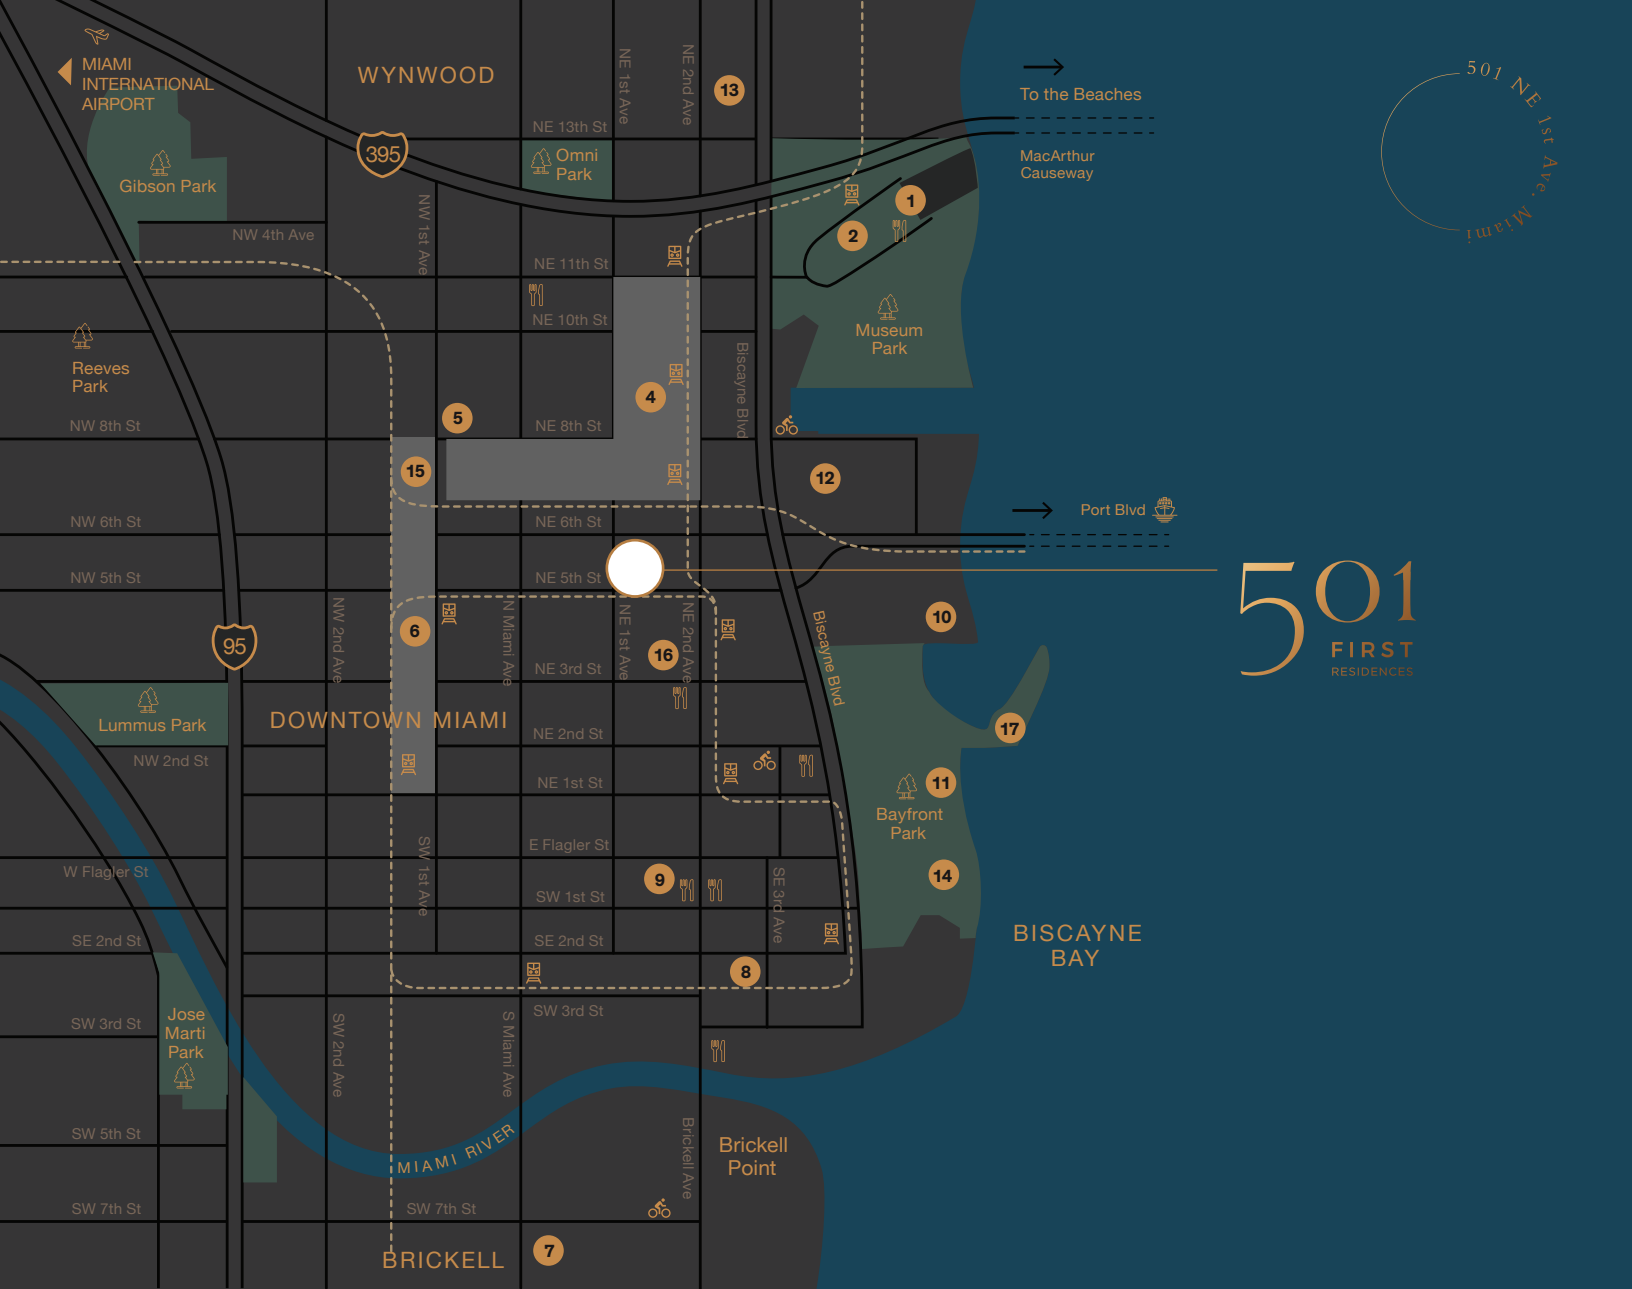 MIAMI
INTERNATIONAL
AIRPORT
WYNWOOD
NE 1st Ave
NE 2nd Ave
13
To the Beaches
501 NE 1st Ave. Miami
NE 13th St
395
Omni
Park
MacArthur
Causeway
Gibson Park
1
2
NW 4th Ave
NW 1st Ave
NE 11th St
NE 10th St
Museum
Park
Biscayne Blvd
Reeves
Park
4
5
NW 8th St
NE 8th St
15
12
NW 6th St
NE 6th St
Port Blvd
NW 5th St
NE 5th St
501
FIRST
RESIDENCES
10
NW 2nd Ave
N Miami Ave
NE 1st Ave
NE 2nd Ave
6
95
16
Biscayne Blvd
NE 3rd St
Lummus Park
DOWNTOWN MIAMI
17
NE 2nd St
NW 2nd St
NE 1st St
11
Bayfront
Park
E Flagler St
SW 1st Ave
W Flagler St
9
14
SW 1st St
SE 3rd Ave
SE 2nd St
SE 2nd St
BISCAYNE
BAY
8
SW 3rd St
SW 3rd St
Jose
Marti
Park
SW 2nd Ave
S Miami Ave
SW 5th St
MIAMI RIVER
Brickell Ave
Brickell
Point
SW 7th St
SW 7th St
BRICKELL
7